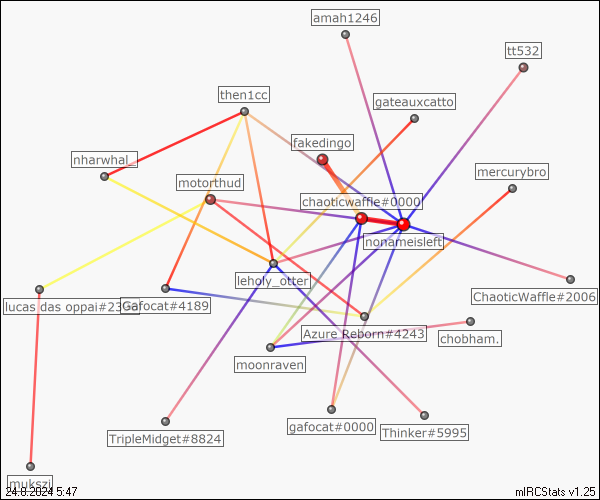 amah1246
tt532
then1cc
gateauxcatto
fakedingo
nharwhal_
mercurybro
motorthud
chaoticwaffle#0000
nonameisleft
leholy_otter
ChaoticWaffle#2006
lucas das oppai#23
Gafocat#4189
Azure Reborn#4243
chobham.
moonraven
gafocat#0000
Thinker#5995
TripleMidget#8824
mukszi
24.8.2024 5:47
mIRCStats v1.25